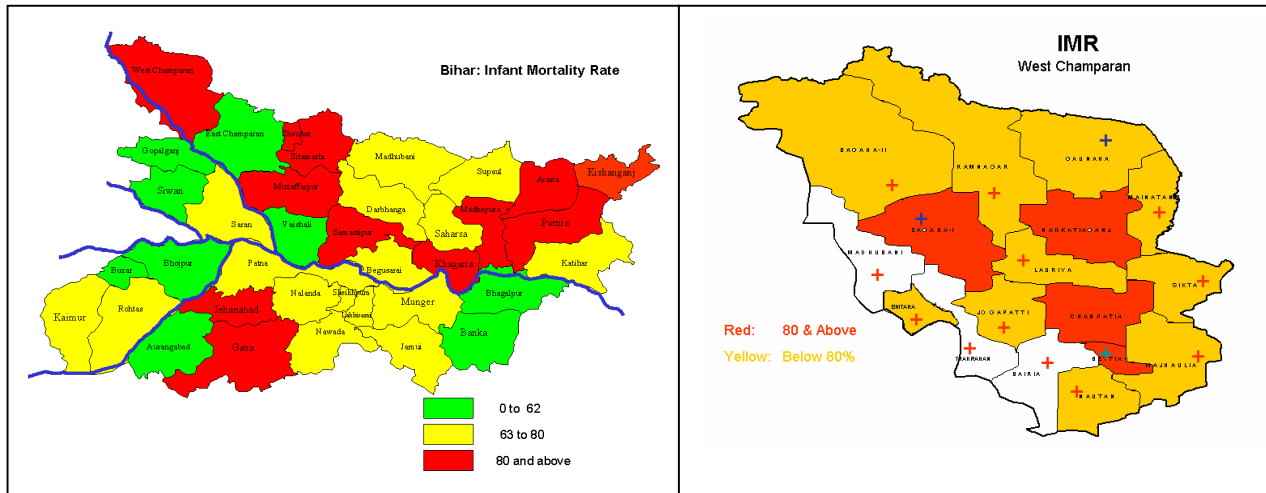 Bihar: Infant Mortality Rate
West Champaran
East Champaran
Gopalganj
Siwan
Saran
Sheohar
Sitamarhi
Muzaffarpur
Vaishali
Madhubani
Darbhanga
Samastipur
Supaul
Saharsa
Madhepura
Araria
Kishanganj
Purnia
Katihar
Khagaria
Begusarai
Patna
Buxar
Bhojpur
Kaimur
Rohtas
Jehanabad
Aurangabad
Gaya
Nalanda
Sheikhpura
Lakhisarai
Nawada
Munger
Jamui
Bhagalpur
Banka
0 to 62
63 to 80
80 and above
IMR
West Champaran
BAGAHA-II
RAMNAGAR
GAUNAHA
MAINATAN
BAGAHA-I
NARKATIAGANJ
MADHUBANI
LAURIYA
SIKTA
BHITAHA
JOGAPATTI
CHANPATIA
THAKRAHAN
BAIRIA
BETTIAH
MAJHAULIA
NAUTAN
Red: 80 & Above
Yellow: Below 80%